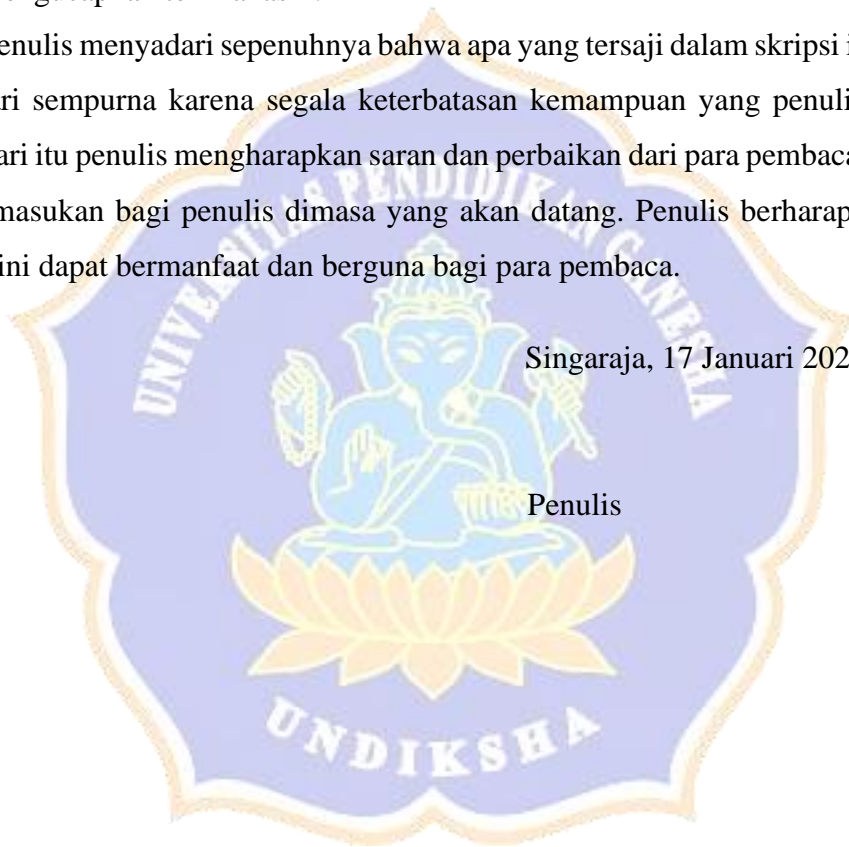 enulis menyadari sepenuhnya bahwa apa yang tersaji dalam skripsi i
ri sempurna karena segala keterbatasan kemampuan yang penuli
ari itu penulis mengharapkan saran dan perbaikan dari para pembaca
masukan bagi penulis dimasa yang akan datang. Penulis berharap
ini dapat bermanfaat dan berguna bagi para pembaca.
UNIVERSITAS PENDIDIKAN GANESHA
Singaraja, 17 Januari 202
Penulis
UNDIKSHA